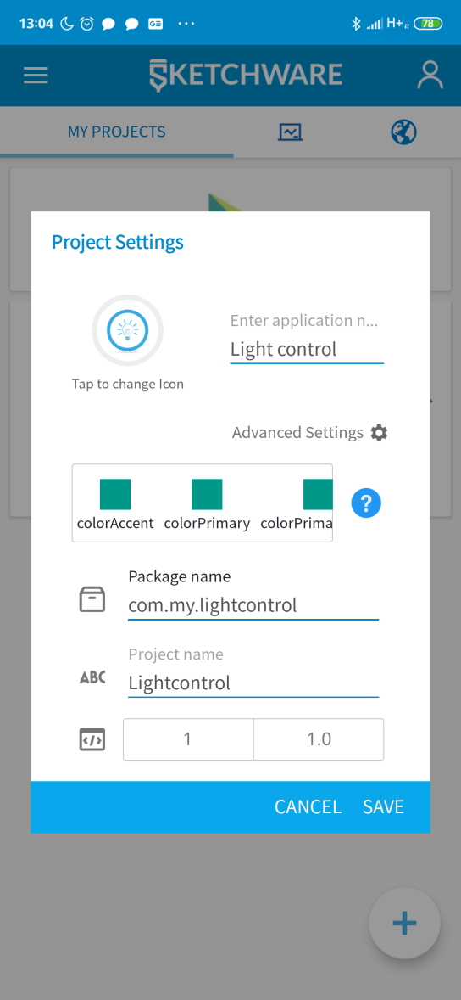 13:04 GE ... H+ 78
SKETCHWARE
MY PROJECTS
Project Settings
Enter application n...
Light control
Tap to change Icon
Advanced Settings
?
colorAccent colorPrimary colorPrima
Package name
com.my.lightcontrol
Project name
ABC
Lightcontrol
1 1.0
CANCEL SAVE